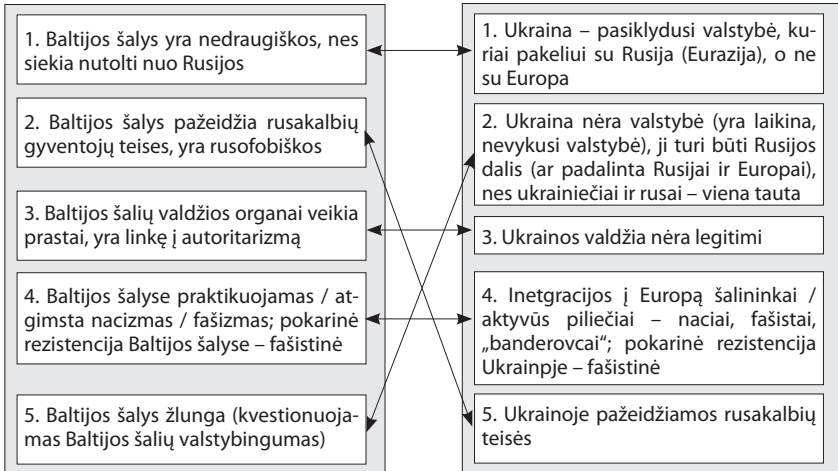 1. Baltijos šalys yra nedraugiškos, nes
siekia nutolti nuo Rusijos
2. Baltijos šalys pažeidžia rusakalbių
gyventojų teises, yra rusofobiškos
3. Baltijos šalių valdžios organai veikia
prastai, yra linkę į autoritarizmą
4. Baltijos šalyse praktikuojamas / at-
gimsta nacizmas / fašizmas; pokarinė
rezistencija Baltijos šalyse – fašistinė
5. Baltijos šalys žlunga (kvestionuoja-
mas Baltijos šalių valstybingumas)
1. Ukraina – pasiklydusi valstybė, ku-
riai pakeliui su Rusija (Eurazija), o ne
su Europa
2. Ukraina nėra valstybė (yra laikina,
nevykusi valstybė), ji turi būti Rusijos
dalis (ar padalinta Rusijai ir Europai),
nes ukrainiečiai ir rusai – viena tauta
3. Ukrainos valdžia nėra legitimi
4. Inetgracijos į Europą šalininkai /
aktyvūs piliečiai – naciai, fašistai,
„banderovcai“; pokarinė rezistencija
Ukrainpje – fašistinė
5. Ukrainoje pažeidžiamos rusakalbių
teisės